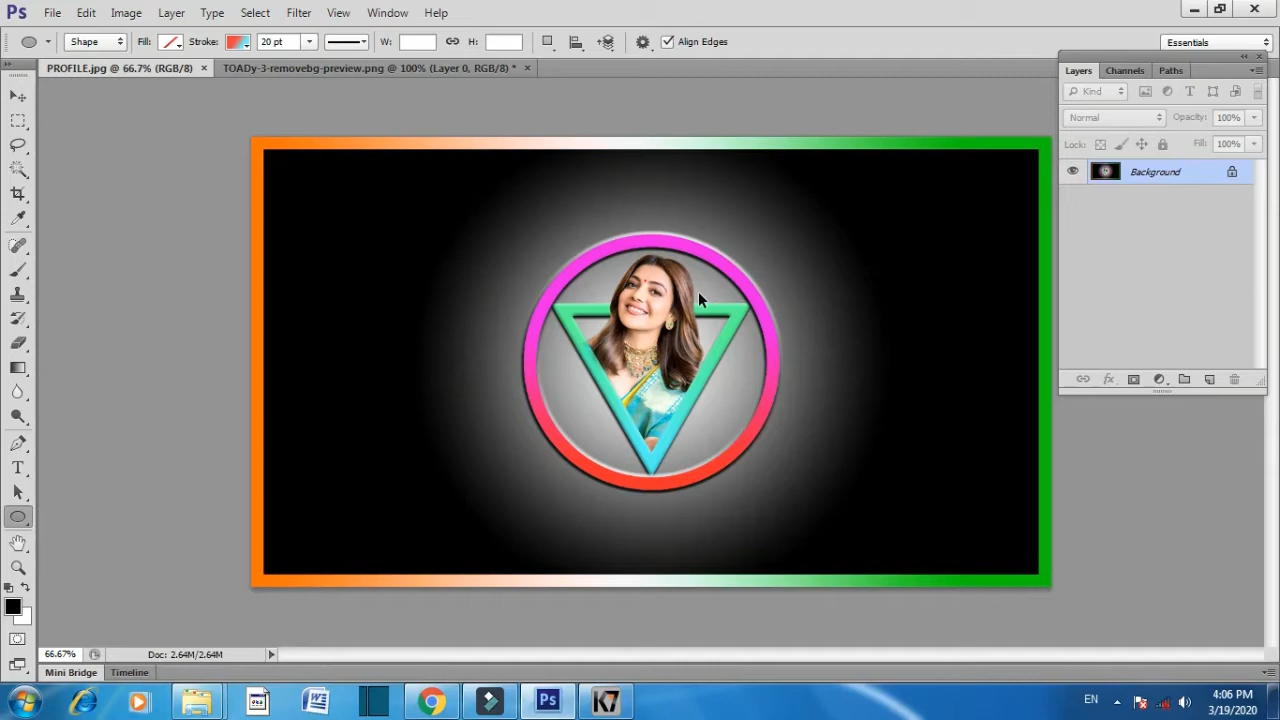 Ps File Edit Image Layer Type Select Filter View Window Help
Shape Fill: Stroke: 20 pt W: H: Align Edges Essentials
PROFILE.jpg @ 66.7% (RGB/8) × TOADy-3-removebg-preview.png @ 100% (Layer 0, RGB/8) * ×
Layers Channels Paths
Kind
Normal Opacity: 100%
Lock: Fill: 100%
Background
fx
66.67% Doc: 2.64M/2.64M
Mini Bridge Timeline
W Ps K7 EN 4:06 PM
3/19/2020